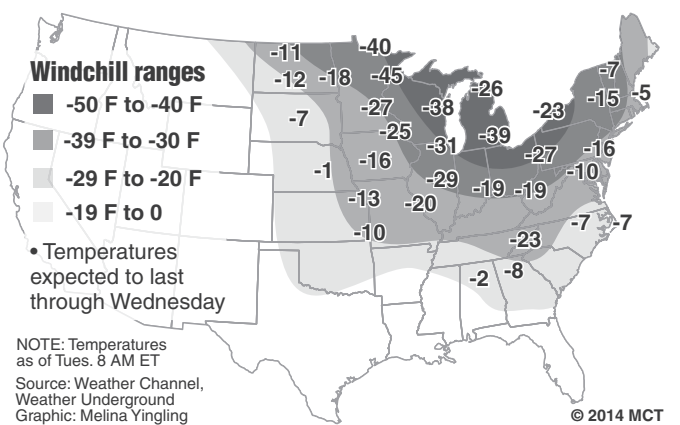 Windchill ranges
-50 F to -40 F
-39 F to -30 F
-29 F to -20 F
-19 F to 0
• Temperatures
expected to last
through Wednesday
NOTE: Temperatures
as of Tues. 8 AM ET
Source: Weather Channel,
Weather Underground
Graphic: Melina Yingling
-11
-40
-12
-18
-45
-26
-7
-15
-5
-7
-27
-38
-23
-25
-31
-39
-1
-16
-27
-16
-29
-19
-19
-10
-13
-20
-10
-23
-7
-7
-2
-8
© 2014 MCT